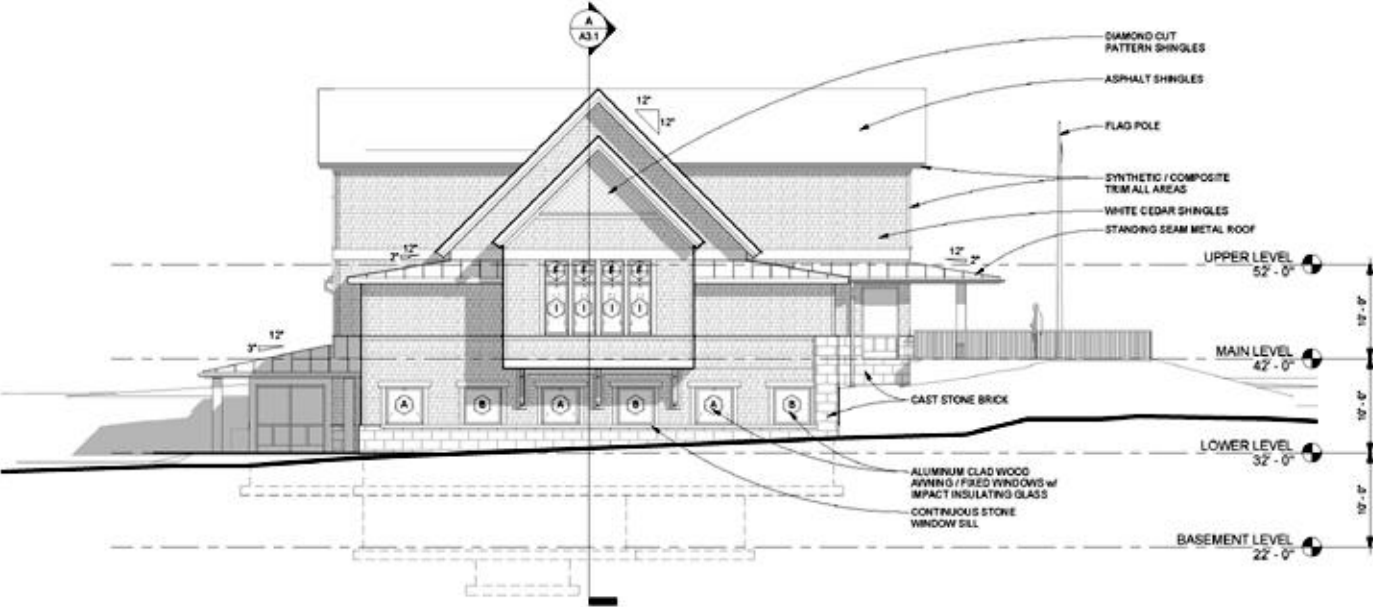 A
A3.1
DIAMOND CUT
PATTERN SHINGLES
ASPHALT SHINGLES
12"
12"
FLAG POLE
SYNTHETIC / COMPOSITE
TRIM ALL AREAS
WHITE CEDAR SHINGLES
STANDING SEAM METAL ROOF
12"
2"
12"
2"
UPPER LEVEL
52' - 0"
F F F F
I I I I
10' - 0"
12"
3"
MAIN LEVEL
42' - 0"
A B A B A B
CAST STONE BRICK
10' - 0"
LOWER LEVEL
32' - 0"
ALUMINUM CLAD WOOD
AWNING / FIXED WINDOWS w/
IMPACT INSULATING GLASS
CONTINUOUS STONE
WINDOW SILL
10' - 0"
BASEMENT LEVEL
22' - 0"